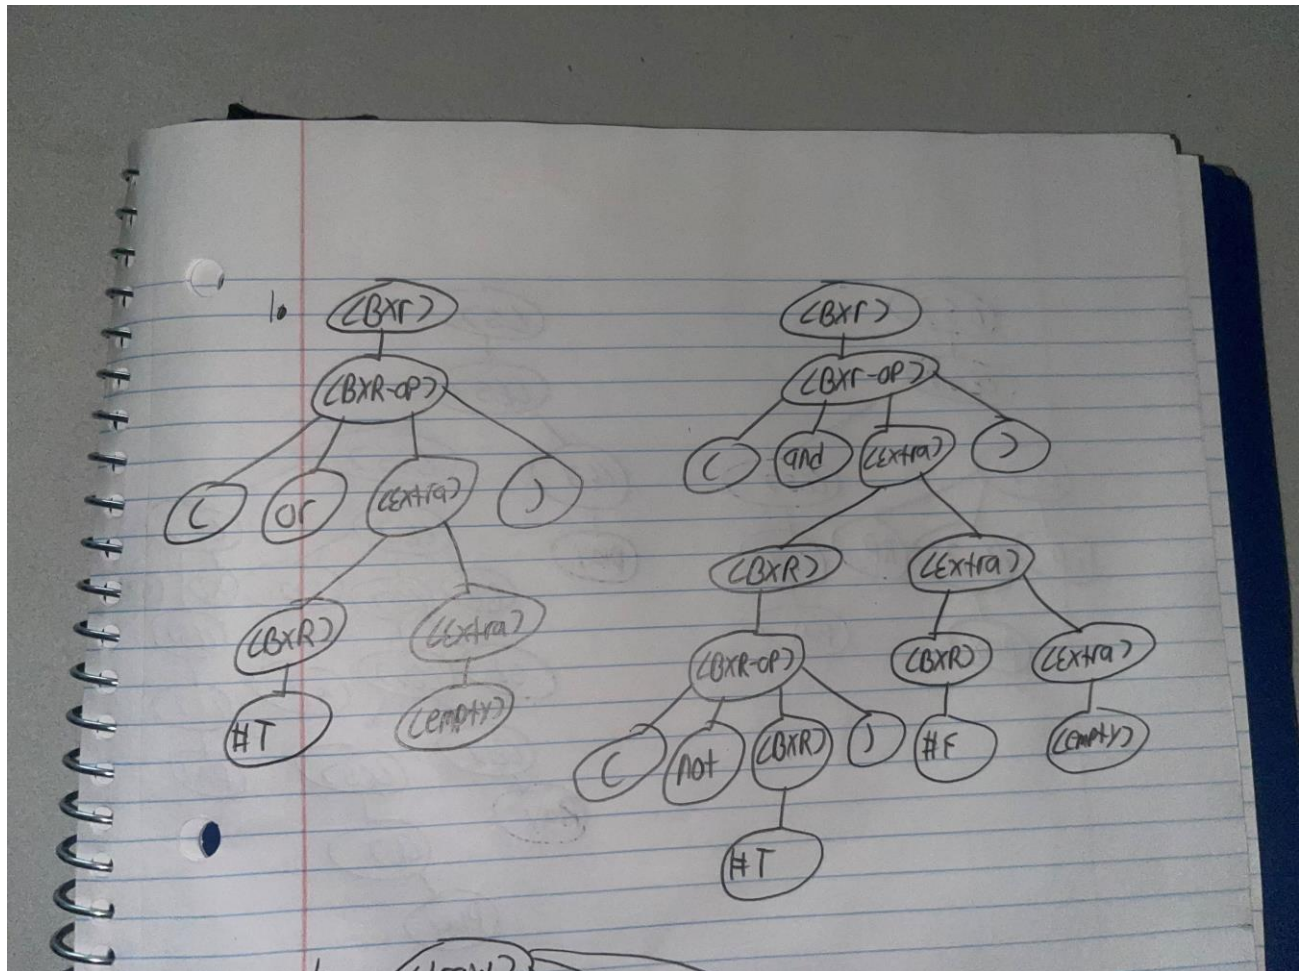 1. <BXr> <BXr>
<BXR-OP> <BXr-OP>
( and <Extra> )
( or <Extra> )
<BXR> <Extra>
<BXR> <Extra>
<BXR-OP> <BXR> <Extra>
#T <empty>
( not <BXR> ) #F <empty>
#T